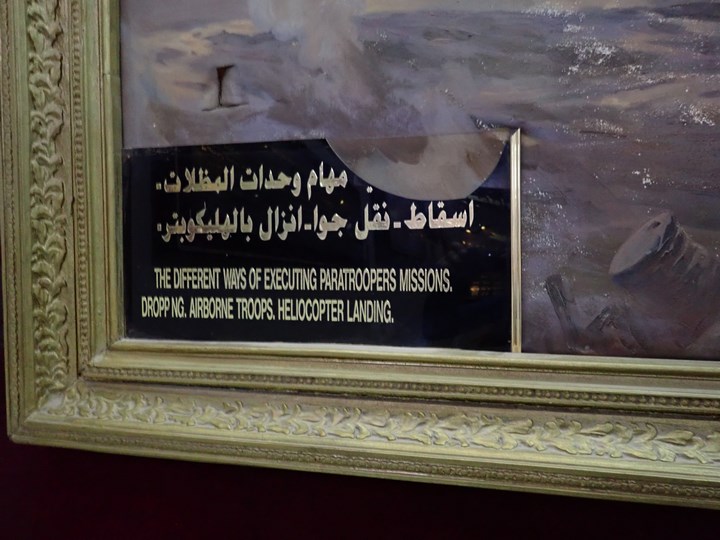 مهام وحدات المظلات-
اسقاط - نقل جوا - انزال بالهليكوبتر-
THE DIFFERENT WAYS OF EXECUTING PARATROOPERS MISSIONS.
DROPP NG. AIRBORNE TROOPS. HELIOCOPTER LANDING.